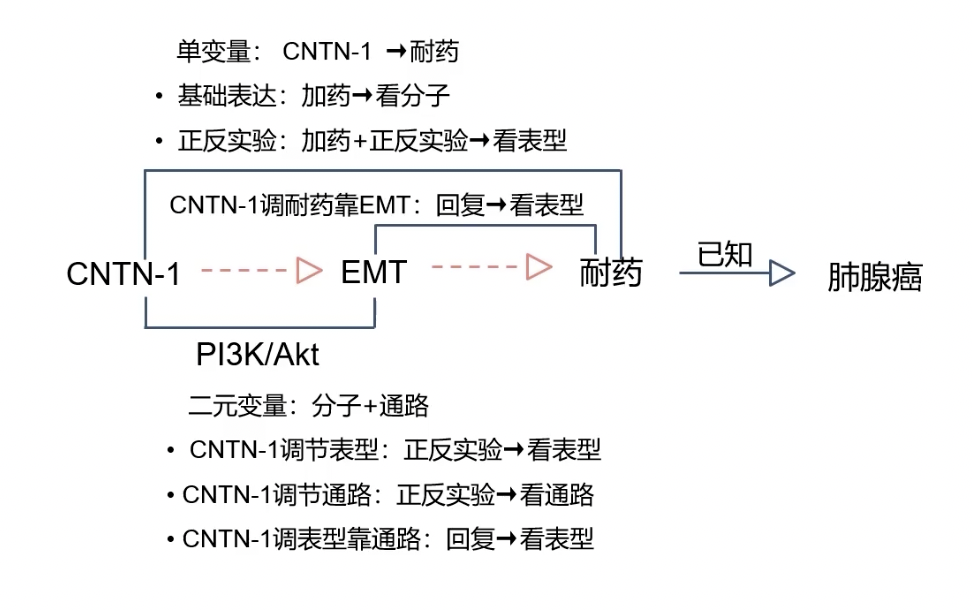 单变量： CNTN-1 →耐药
• 基础表达：加药→看分子
• 正反实验：加药+正反实验→看表型
CNTN-1调耐药靠EMT：回复→看表型
CNTN-1 EMT 耐药 已知 肺腺癌
PI3K/Akt
二元变量：分子+通路
• CNTN-1调节表型：正反实验→看表型
• CNTN-1调节通路：正反实验→看通路
• CNTN-1调表型靠通路：回复→看表型